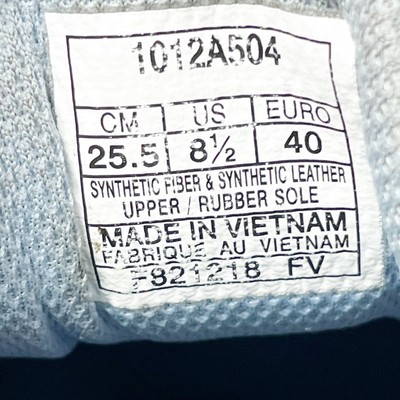 1012A504
CM US EURO
25.5 8½ 40
SYNTHETIC FIBER & SYNTHETIC LEATHER
UPPER / RUBBER SOLE
MADE IN VIETNAM
FABRIQUE AU VIETNAM
F821218 FV